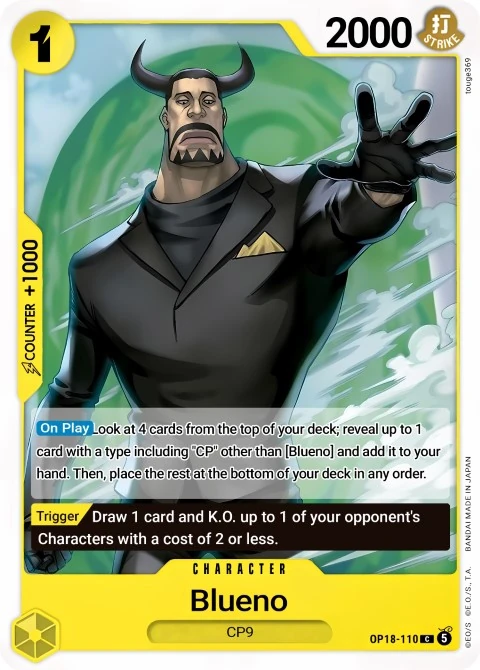 1
2000
打
STRIKE
touge369
COUNTER +1000
On Play Look at 4 cards from the top of your deck; reveal up to 1
card with a type including "CP" other than [Blueno] and add it to your
hand. Then, place the rest at the bottom of your deck in any order.
Trigger Draw 1 card and K.O. up to 1 of your opponent's
Characters with a cost of 2 or less.
CHARACTER
Blueno
CP9
OP18-110 C 5
©E.O/S ©E.O./S., T.A. BANDAI MADE IN JAPAN